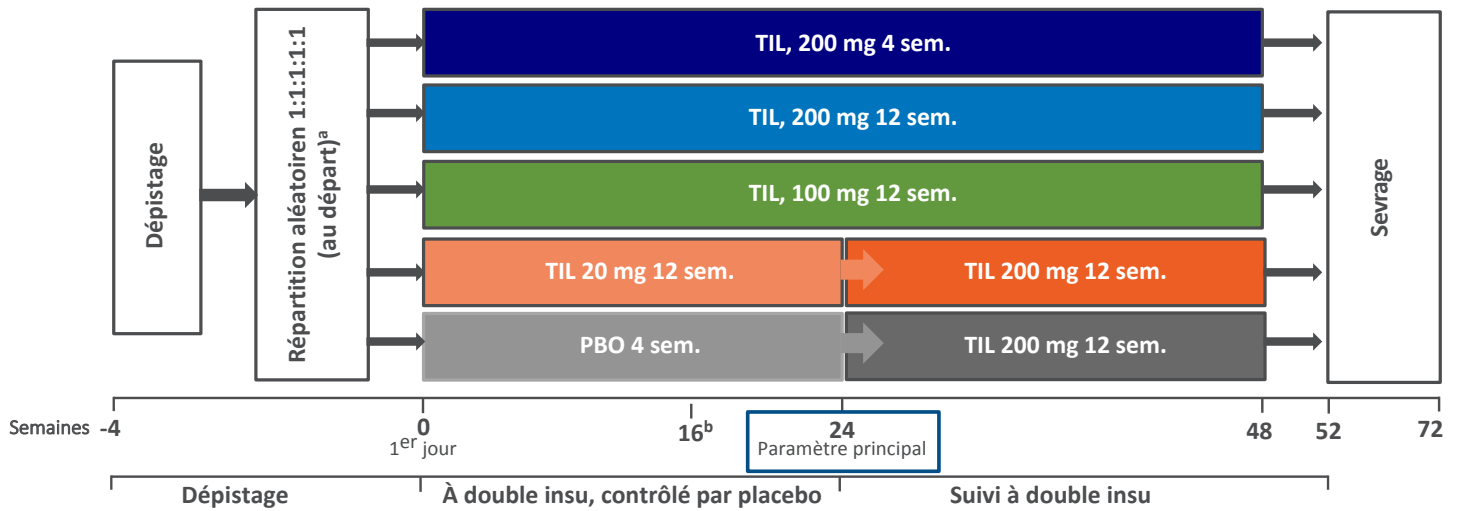 Dépistage
Répartition aléatoiren 1:1:1:1:1
(au départ)ᵃ
TIL, 200 mg 4 sem.
TIL, 200 mg 12 sem.
TIL, 100 mg 12 sem.
TIL 20 mg 12 sem.
TIL 200 mg 12 sem.
PBO 4 sem.
TIL 200 mg 12 sem.
Sevrage
Semaines -4 0 16ᵇ 24 48 52 72
1er jour
Paramètre principal
Dépistage
À double insu, contrôlé par placebo
Suivi à double insu